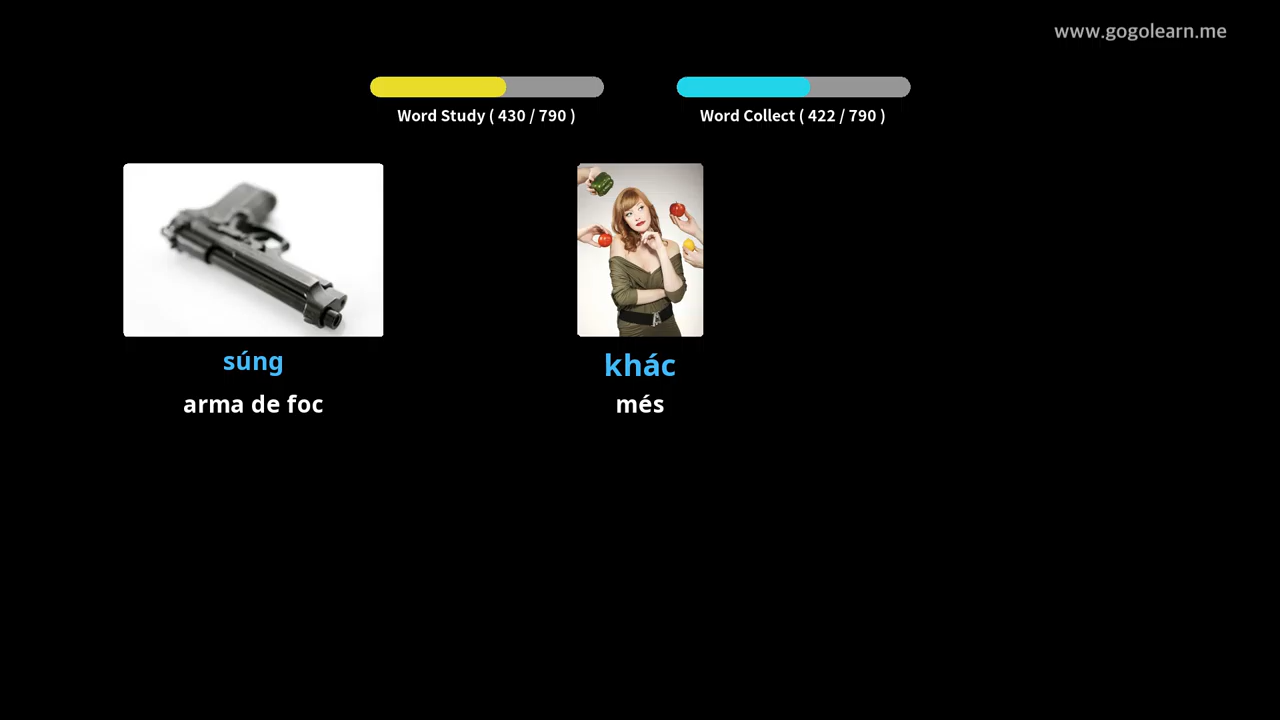 www.gogolearn.me
Word Study ( 430 / 790 )
Word Collect ( 422 / 790 )
súng
arma de foc
khác
més